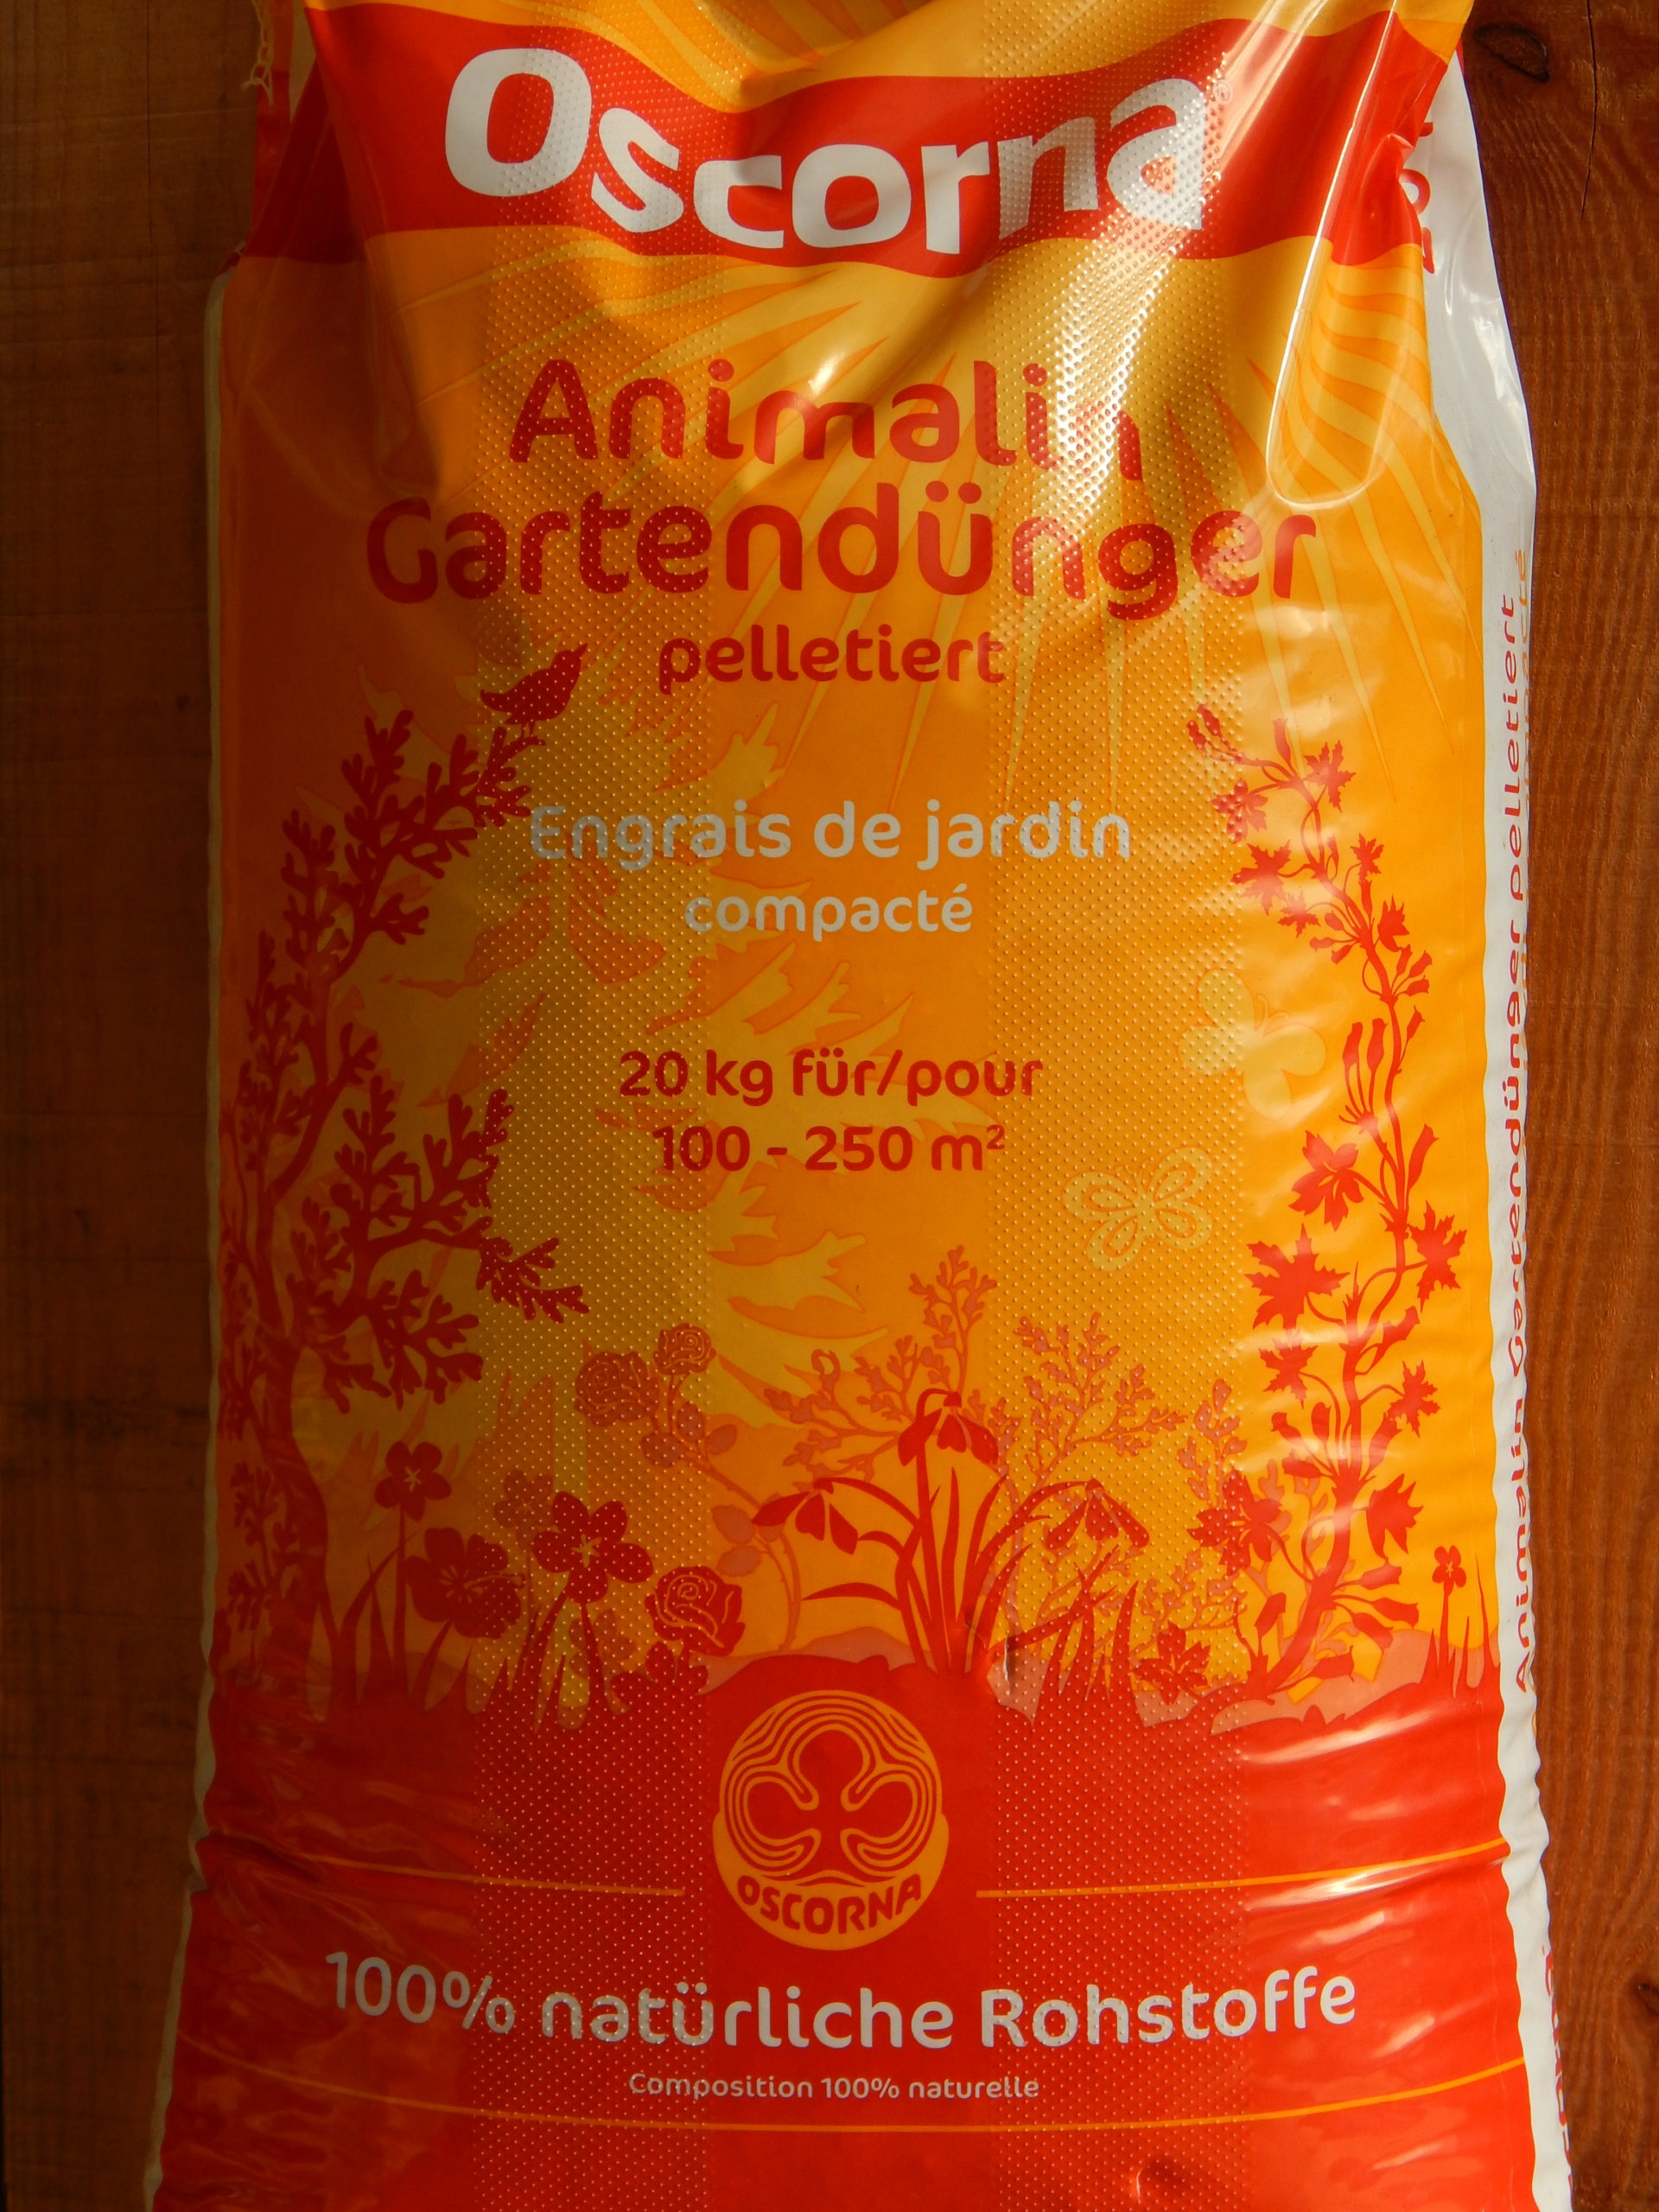 Oscorna®
Animalin
Gartendünger
pelletiert
Engrais de jardin
compacté
20 kg für/pour
100 - 250 m²
OSCORNA
100% natürliche Rohstoffe
Composition 100% naturelle
Animalin Gartendünger pelletiert